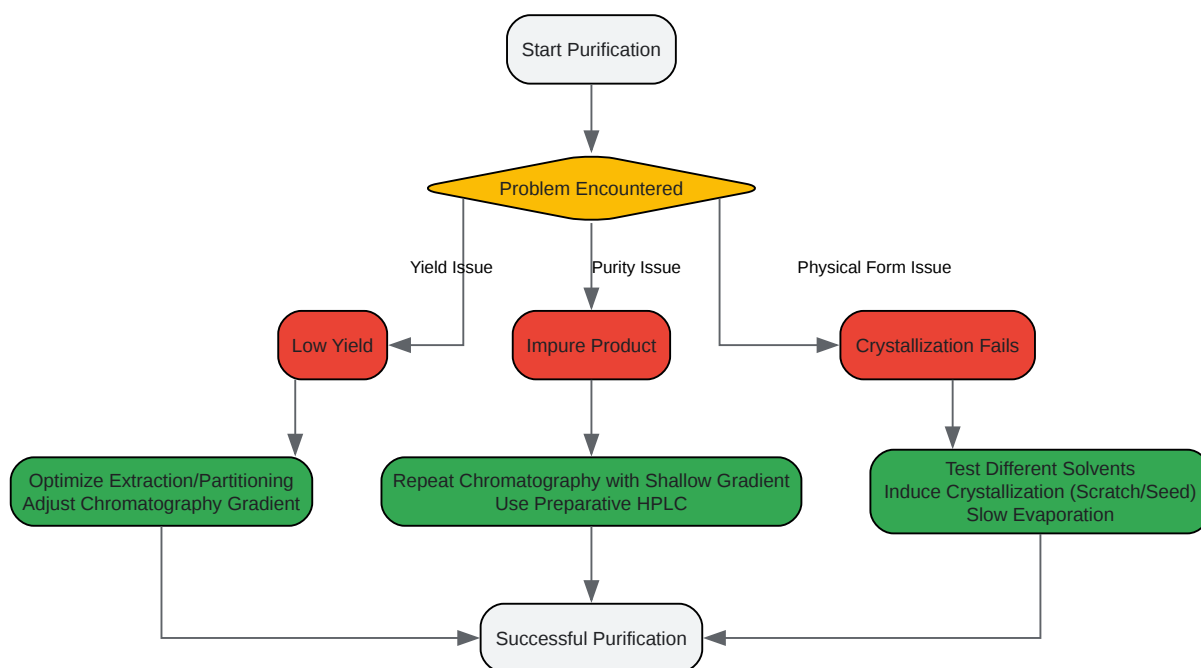 Start Purification
Problem Encountered
Yield Issue
Purity Issue
Physical Form Issue
Low Yield
Impure Product
Crystallization Fails
Optimize Extraction/Partitioning
Adjust Chromatography Gradient
Repeat Chromatography with Shallow Gradient
Use Preparative HPLC
Test Different Solvents
Induce Crystallization (Scratch/Seed)
Slow Evaporation
Successful Purification